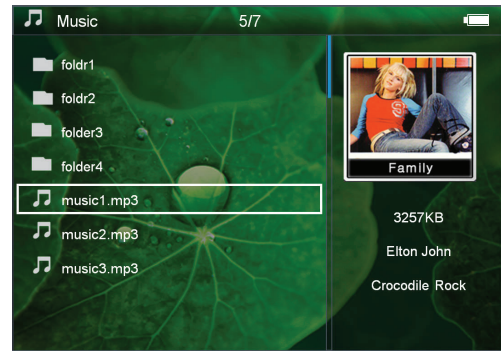 Music 5/7
foldr1
foldr2
folder3
folder4
music1.mp3
music2.mp3
music3.mp3
S
Family
3257KB
Elton John
Crocodile Rock